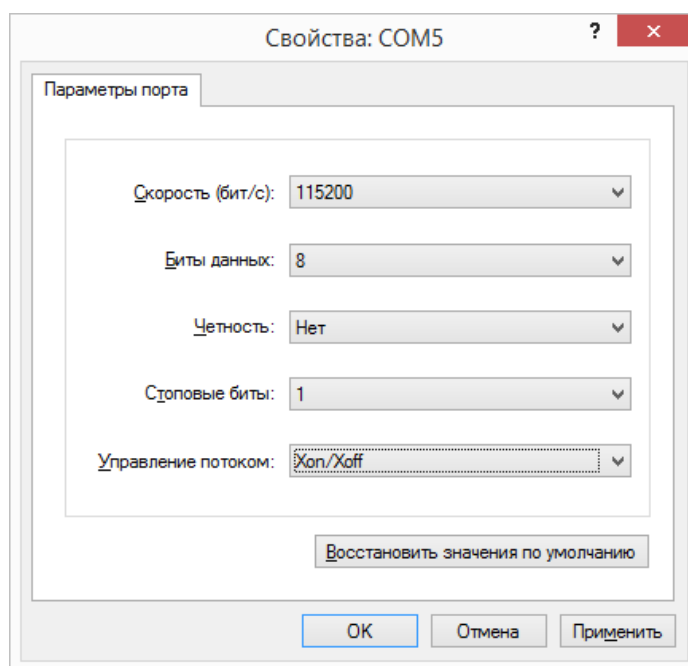 Свойства: COM5
?
Параметры порта
Скорость (бит/с): 115200
Биты данных: 8
Четность: Нет
Стоповые биты: 1
Управление потоком: Xon/Xoff
Восстановить значения по умолчанию
OK Отмена Применить